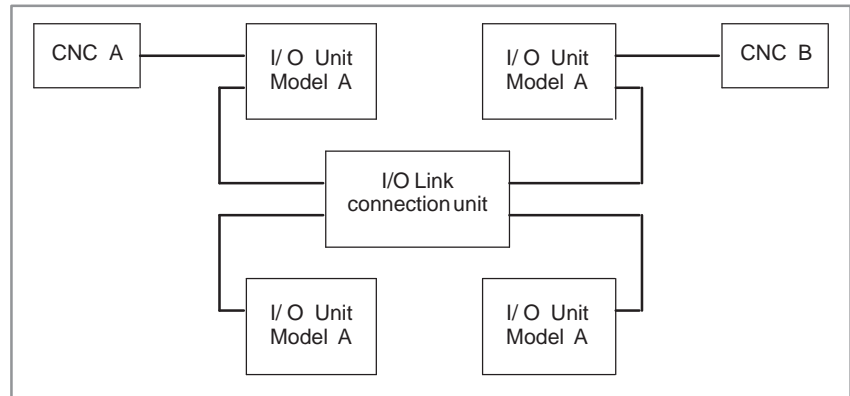 CNC A
I/ O Unit
Model A
I/ O Unit
Model A
CNC B
I/O Link
connection unit
I/ O Unit
Model A
I/ O Unit
Model A